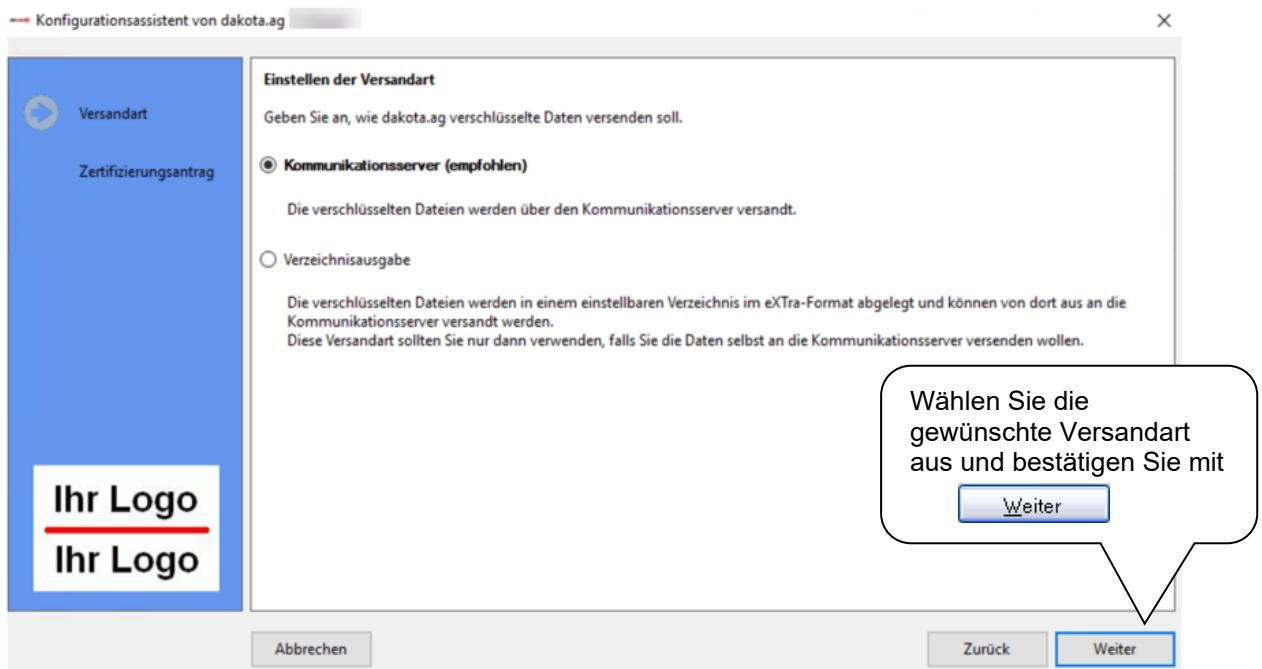 Konfigurationsassistent von dakota.ag
Versandart
Zertifizierungsantrag
Ihr Logo
Ihr Logo
Einstellen der Versandart
Geben Sie an, wie dakota.ag verschlüsselte Daten versenden soll.
Kommunikationsserver (empfohlen)
Die verschlüsselten Dateien werden über den Kommunikationsserver versandt.
Verzeichnisausgabe
Die verschlüsselten Dateien werden in einem einstellbaren Verzeichnis im eXTra-Format abgelegt und können von dort aus an die
Kommunikationsserver versandt werden.
Diese Versandart sollten Sie nur dann verwenden, falls Sie die Daten selbst an die Kommunikationsserver versenden wollen.
Wählen Sie die
gewünschte Versandart
aus und bestätigen Sie mit
Weiter
Abbrechen
Zurück
Weiter